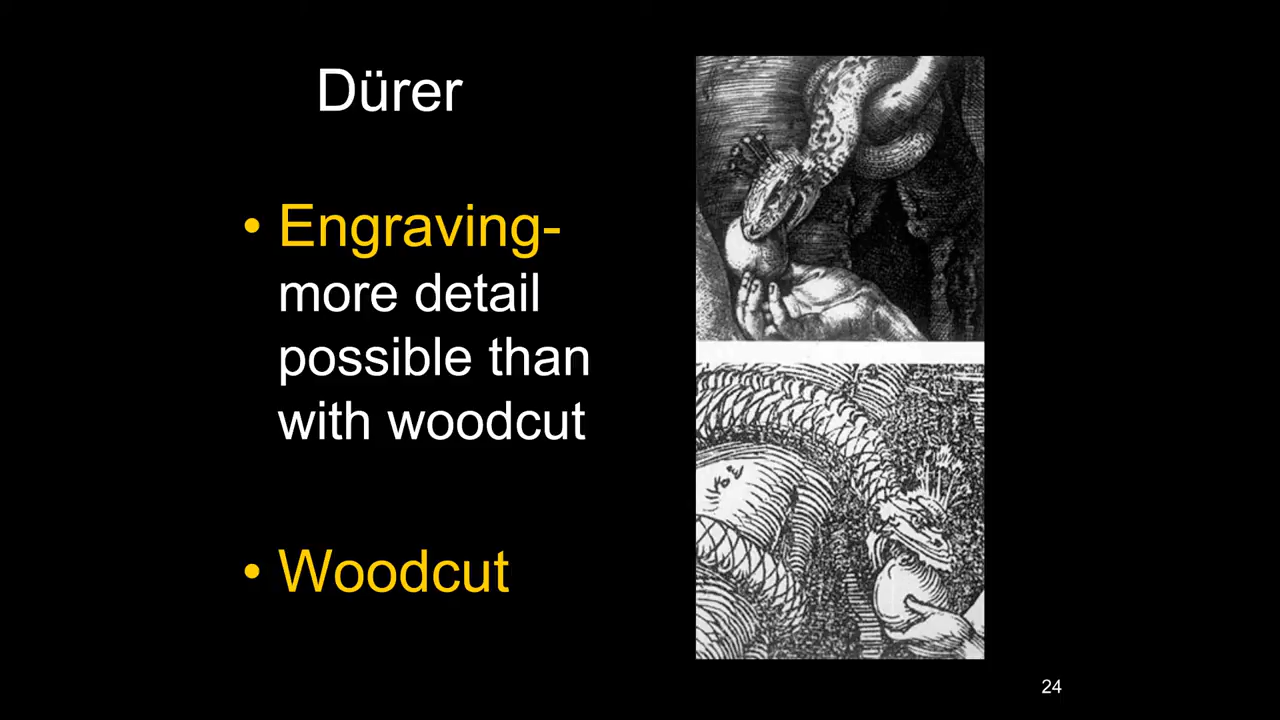 Dürer
• Engraving-
more detail
possible than
with woodcut
• Woodcut
24